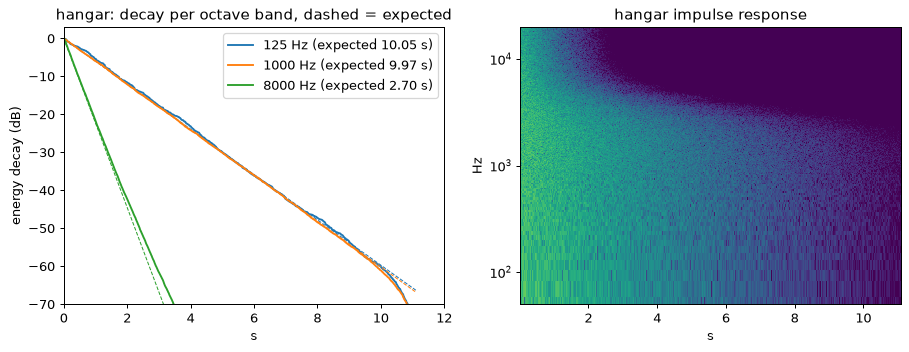 hangar: decay per octave band, dashed = expected
energy decay (dB)
0
−10
−20
−30
−40
−50
−60
−70
125 Hz (expected 10.05 s)
1000 Hz (expected 9.97 s)
8000 Hz (expected 2.70 s)
0 2 4 6 8 10 12
s
hangar impulse response
Hz
10⁴
10³
10²
2 4 6 8 10
s